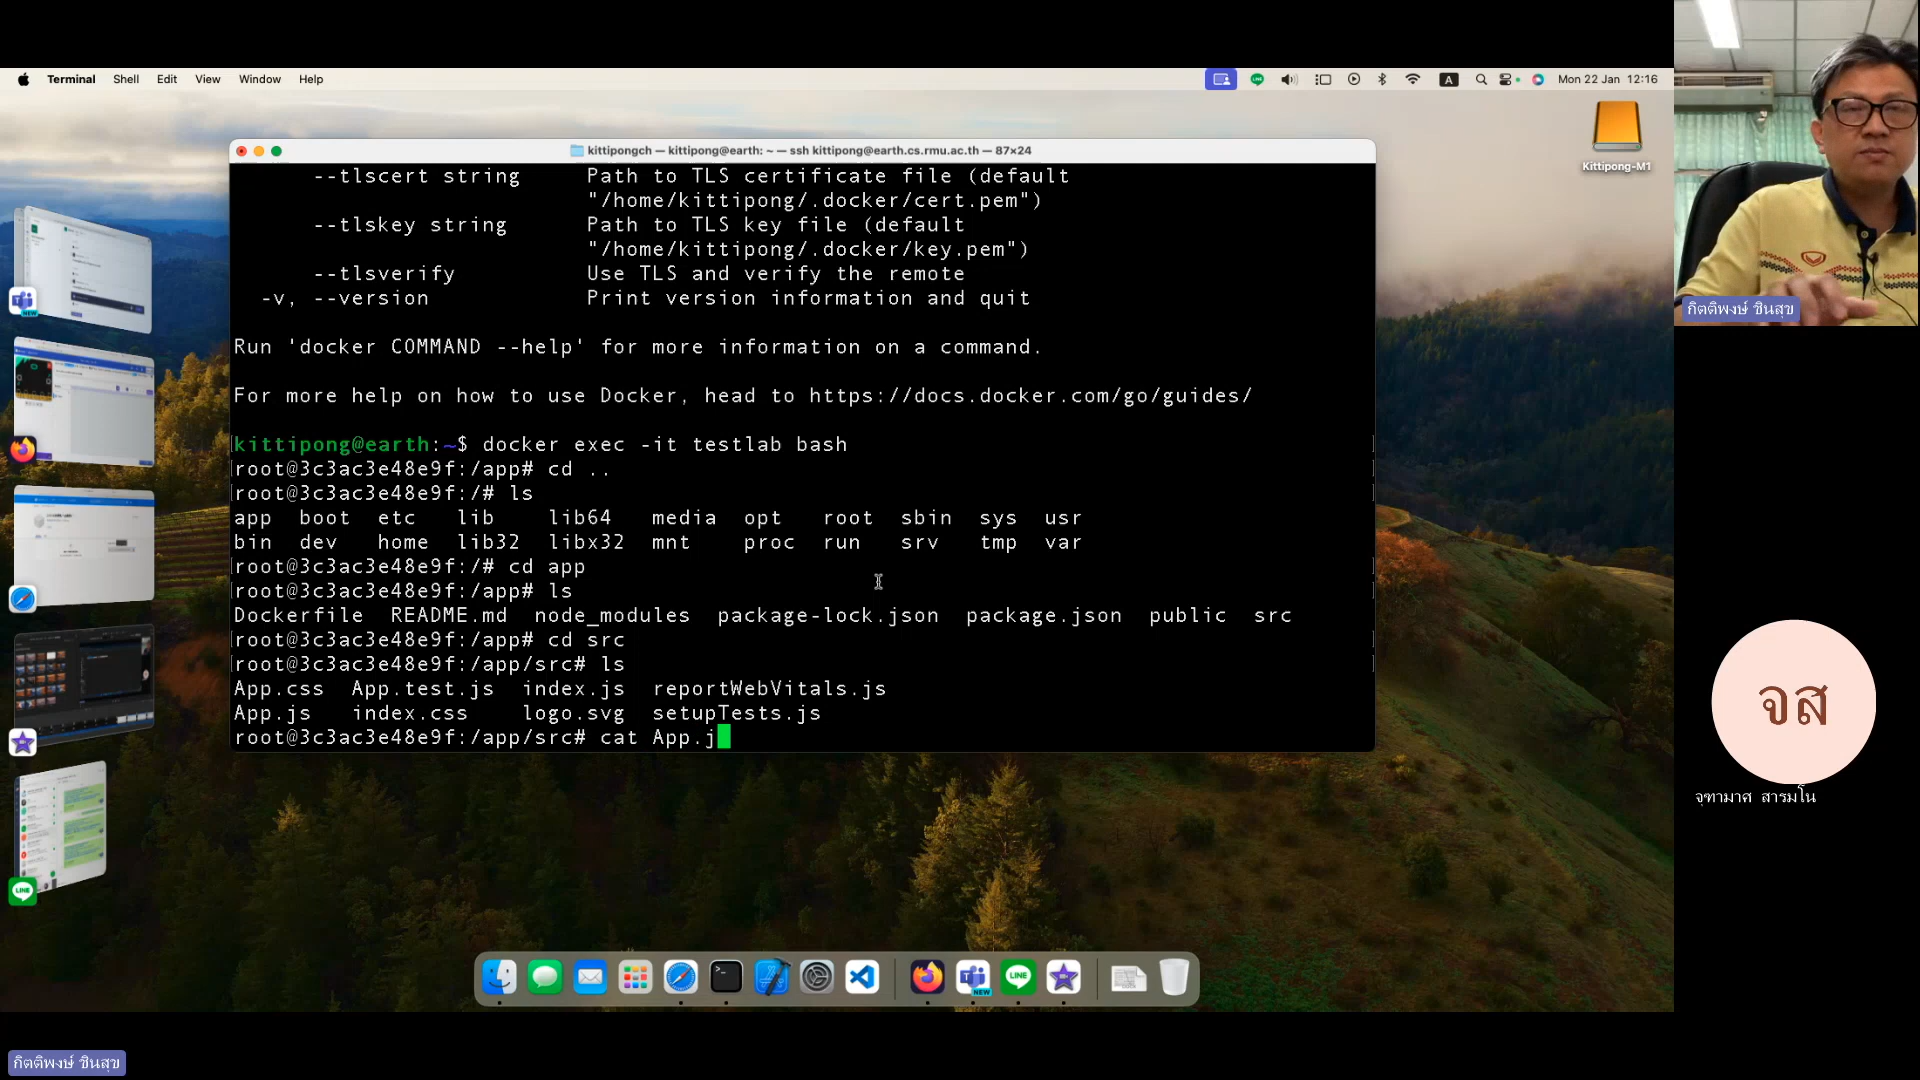 Terminal Shell Edit View Window Help
A
Mon 22 Jan 12:16
Kittipong-M1
kittipongch — kittipong@earth: ~ — ssh kittipong@earth.cs.rmu.ac.th — 87×24
--tlscert string Path to TLS certificate file (default
"/home/kittipong/.docker/cert.pem")
--tlskey string Path to TLS key file (default
"/home/kittipong/.docker/key.pem")
--tlsverify Use TLS and verify the remote
-v, --version Print version information and quit
Run 'docker COMMAND --help' for more information on a command.
For more help on how to use Docker, head to https://docs.docker.com/go/guides/
kittipong@earth:~$ docker exec -it testlab bash
root@3c3ac3e48e9f:/app# cd ..
root@3c3ac3e48e9f:/# ls
app boot etc lib lib64 media opt root sbin sys usr
bin dev home lib32 libx32 mnt proc run srv tmp var
root@3c3ac3e48e9f:/# cd app
root@3c3ac3e48e9f:/app# ls
Dockerfile README.md node_modules package-lock.json package.json public src
root@3c3ac3e48e9f:/app# cd src
root@3c3ac3e48e9f:/app/src# ls
App.css App.test.js index.js reportWebVitals.js
App.js index.css logo.svg setupTests.js
root@3c3ac3e48e9f:/app/src# cat App.j
NEW
LINE
NEW
LINE
กิตติพงษ์ ชินสุข
จส
จุฑามาศ สารมโน
กิตติพงษ์ ชินสุข